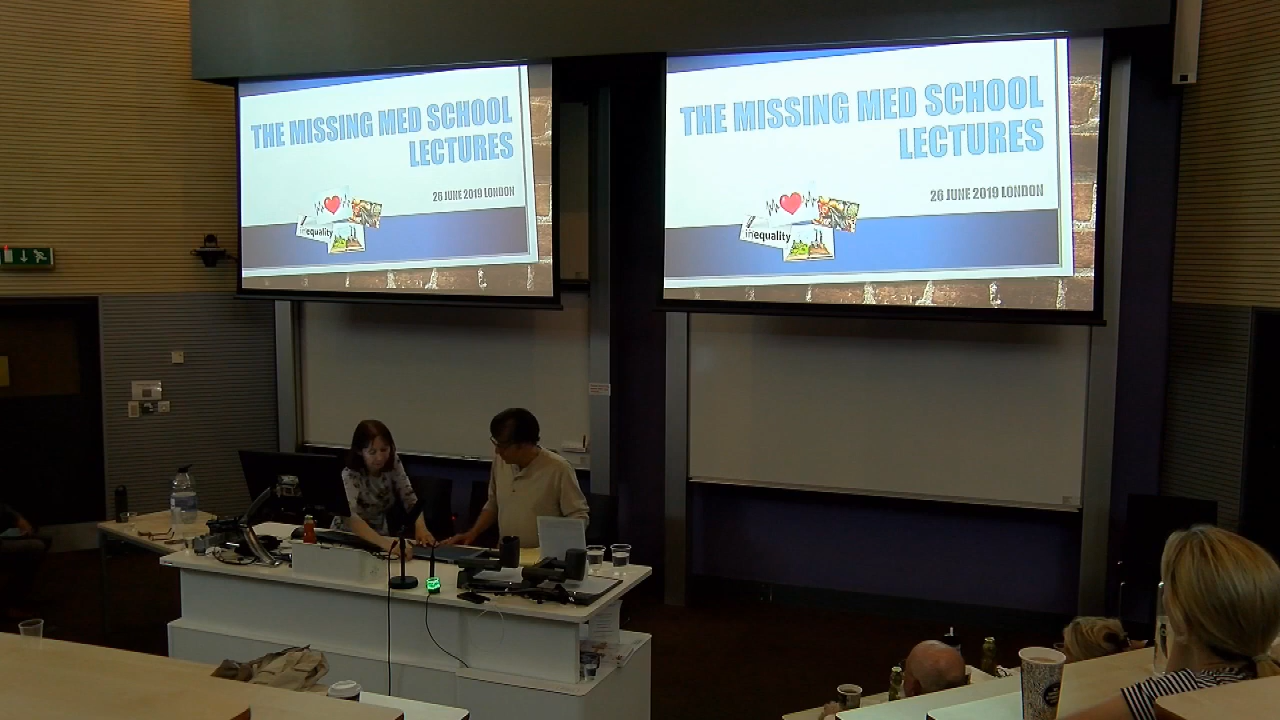 THE MISSING MED SCHOOL
LECTURES
26 JUNE 2019 LONDON
inequality
THE MISSING MED SCHOOL
LECTURES
26 JUNE 2019 LONDON
inequality